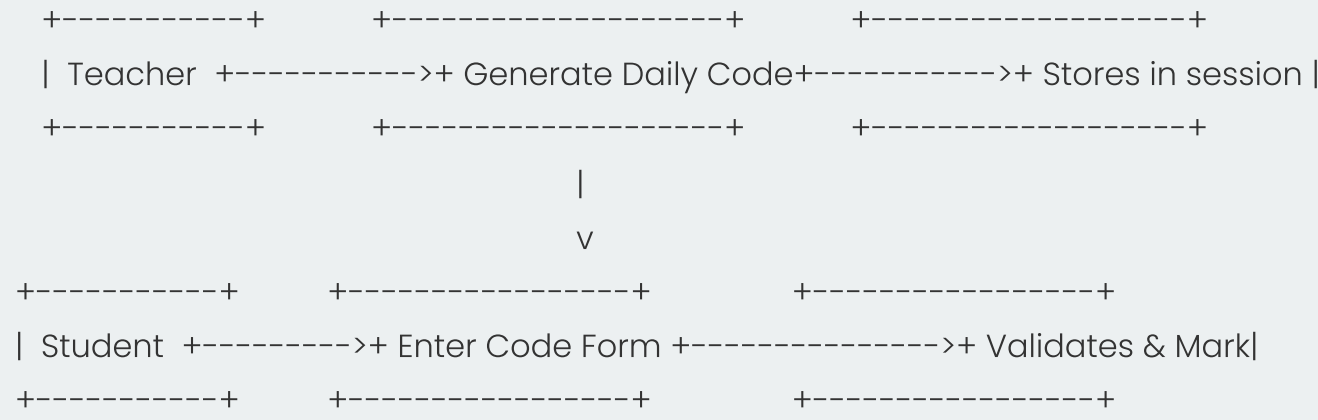 +-----------+ +--------------------+ +-------------------+
| Teacher +----------->+ Generate Daily Code+----------->+ Stores in session |
+-----------+ +--------------------+ +-------------------+
|
v
+-----------+ +----------------+ +----------------+
| Student +--------->+ Enter Code Form +--------------->+ Validates & Mark|
+-----------+ +----------------+ +----------------+